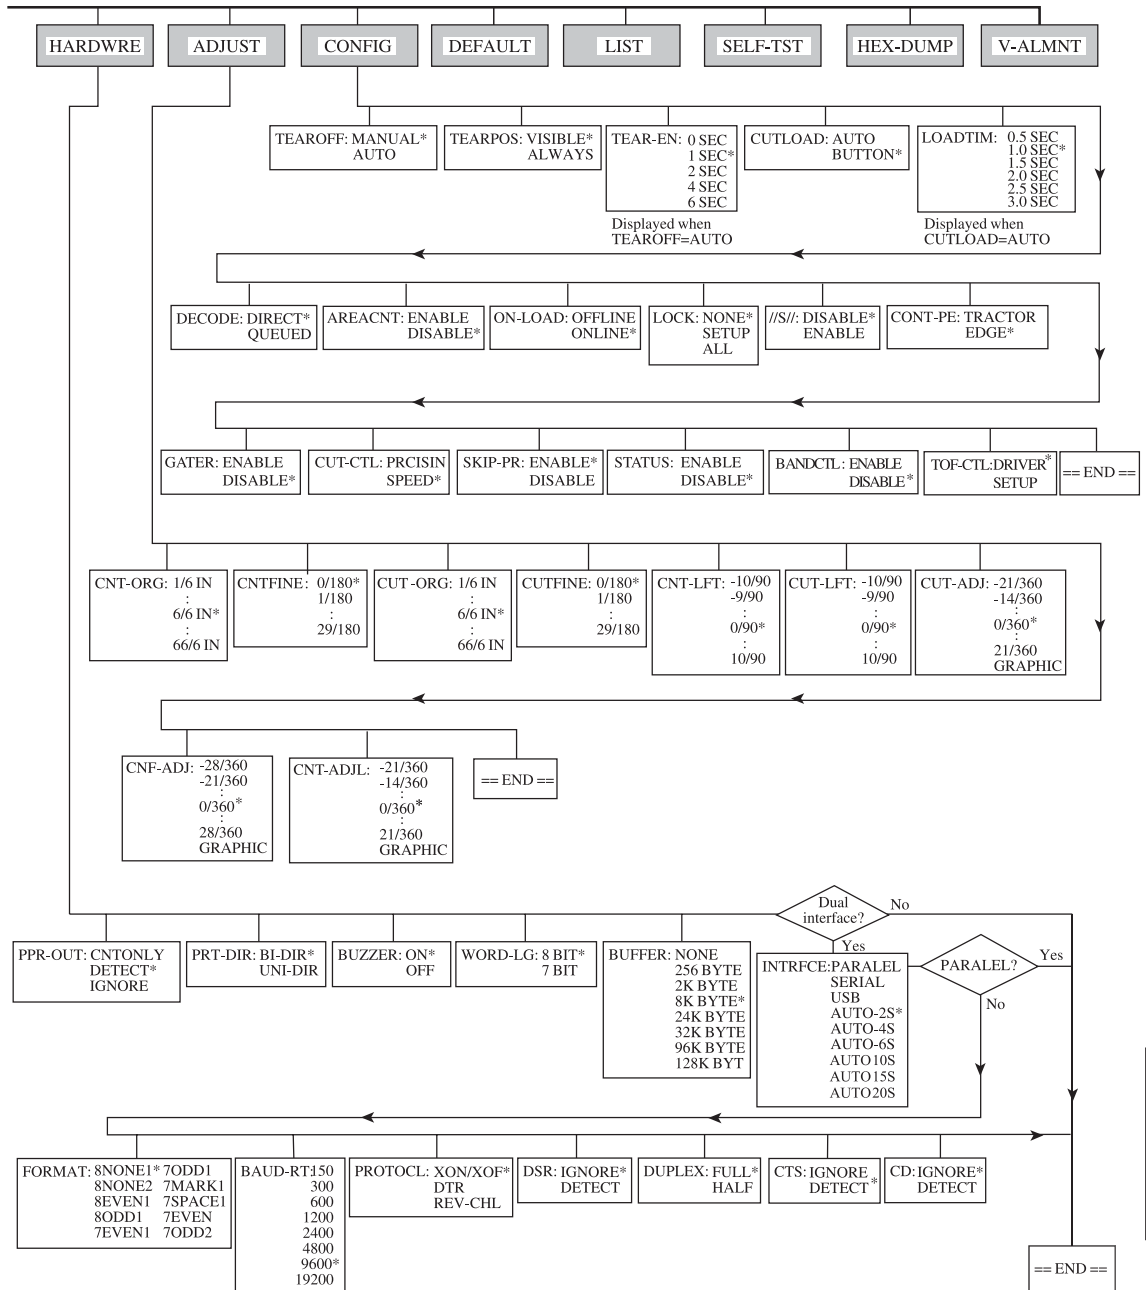 HARDWRE ADJUST CONFIG DEFAULT LIST SELF-TST HEX-DUMP V-ALMNT
TEAROFF: MANUAL*
AUTO
TEARPOS: VISIBLE*
ALWAYS
TEAR-EN: 0 SEC
1 SEC*
2 SEC
4 SEC
6 SEC
Displayed when
TEAROFF=AUTO
CUTLOAD: AUTO
BUTTON*
LOADTIM: 0.5 SEC
1.0 SEC*
1.5 SEC
2.0 SEC
2.5 SEC
3.0 SEC
Displayed when
CUTLOAD=AUTO
DECODE: DIRECT*
QUEUED
AREACNT: ENABLE
DISABLE*
ON-LOAD: OFFLINE
ONLINE*
LOCK: NONE*
SETUP
ALL
//S//: DISABLE*
ENABLE
CONT-PE: TRACTOR
EDGE*
GATER: ENABLE
DISABLE*
CUT-CTL: PRCISIN
SPEED*
SKIP-PR: ENABLE*
DISABLE
STATUS: ENABLE
DISABLE*
BANDCTL: ENABLE
DISABLE*
TOF-CTL:DRIVER*
SETUP
== END ==
CNT-ORG: 1/6 IN
:
6/6 IN*
:
66/6 IN
CNTFINE: 0/180*
1/180
:
29/180
CUT -ORG: 1/6 IN
:
6/6 IN*
:
66/6 IN
CUTFINE: 0/180*
1/180
:
29/180
CNT-LFT: -10/90
-9/90
:
0/90*
:
10/90
CUT-LFT: -10/90
-9/90
:
0/90*
:
10/90
CUT-ADJ: -21/360
-14/360
:
0/360*
:
21/360
GRAPHIC
CNF-ADJ: -28/360
-21/360
:
0/360*
:
28/360
GRAPHIC
CNT-ADJL: -21/360
-14/360
:
0/360*
:
21/360
GRAPHIC
== END ==
Dual
interface?
No
Yes
PPR-OUT: CNTONLY
DETECT*
IGNORE
PRT-DIR: BI-DIR*
UNI-DIR
BUZZER: ON*
OFF
WORD-LG: 8 BIT*
7 BIT
BUFFER: NONE
256 BYTE
2K BYTE
8K BYTE*
24K BYTE
32K BYTE
96K BYTE
128K BYT
INTRFCE:PARALEL
SERIAL
USB
AUTO-2S*
AUTO-4S
AUTO-6S
AUTO10S
AUTO15S
AUTO20S
PARALEL?
Yes
No
FORMAT: 8NONE1* 7ODD1
8NONE2 7MARK1
8EVEN1 7SPACE1
8ODD1 7EVEN
7EVEN1 7ODD2
BAUD-RT150
300
600
1200
2400
4800
9600*
19200
PROTOCL: XON/XOF*
DTR
REV-CHL
DSR: IGNORE*
DETECT
DUPLEX: FULL*
HALF
CTS: IGNORE
DETECT*
CD: IGNORE*
DETECT
== END ==